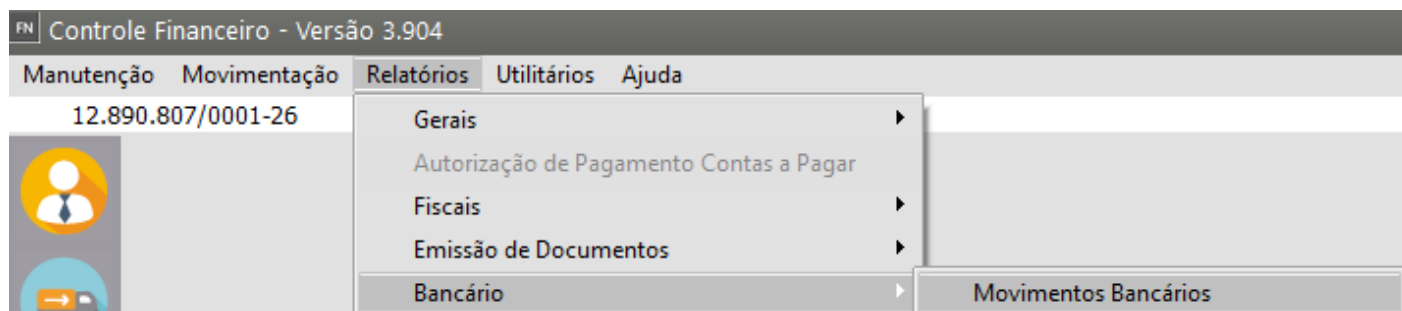 FN Controle Financeiro - Versão 3.904
Manutenção Movimentação Relatórios Utilitários Ajuda
12.890.807/0001-26
Gerais
Autorização de Pagamento Contas a Pagar
Fiscais
Emissão de Documentos
Bancário Movimentos Bancários